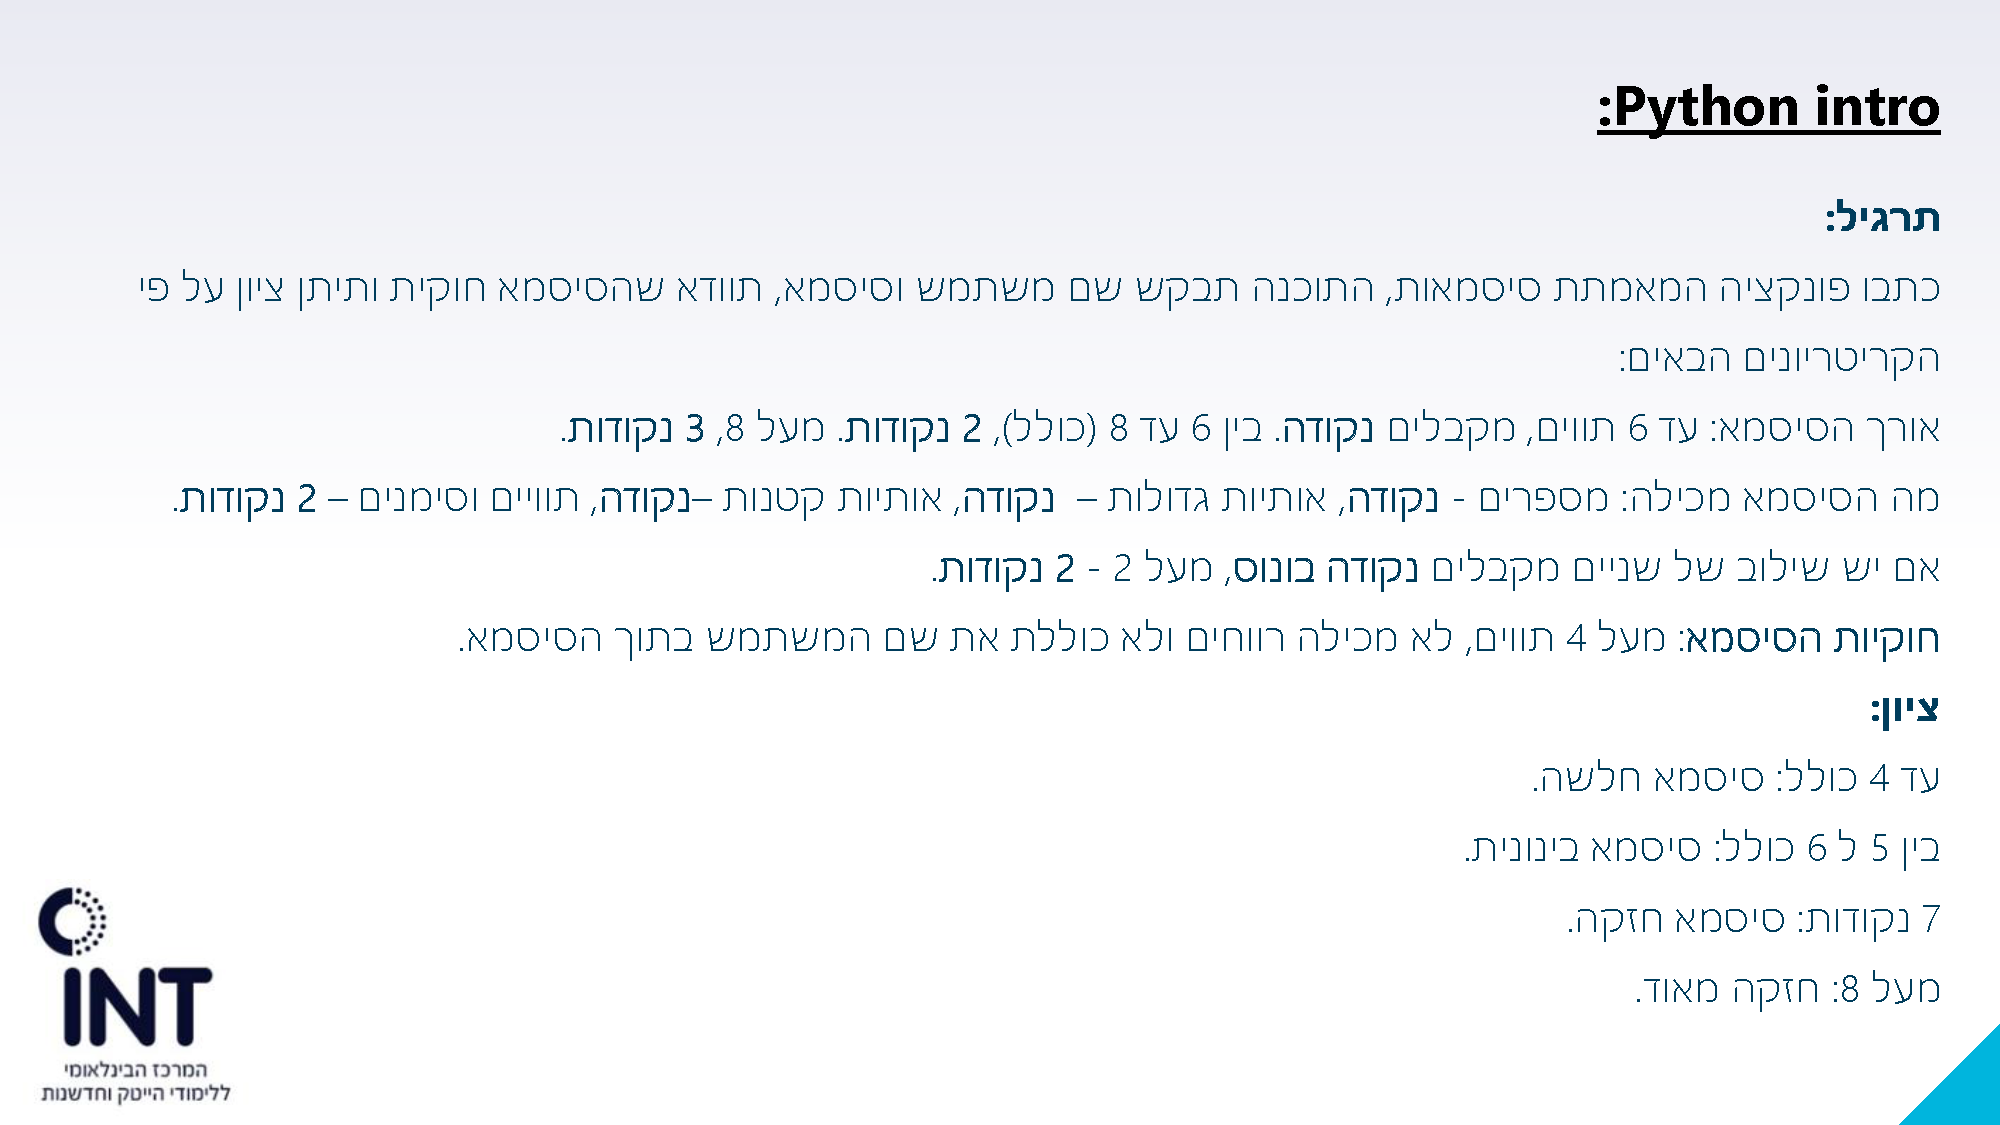 Python intro:
תרגיל:
כתבו פונקציה המאמתת סיסמאות, התוכנה תבקש שם משתמש וסיסמא, תוודא שהסיסמא חוקית ותיתן ציון על פי
הקריטריונים הבאים:
אורך הסיסמא: עד 6 תווים, מקבלים נקודה. בין 6 עד 8 (כולל), 2 נקודות. מעל 8, 3 נקודות.
מה הסיסמא מכילה: מספרים - נקודה, אותיות גדולות – נקודה, אותיות קטנות –נקודה, תוויים וסימנים – 2 נקודות.
אם יש שילוב של שניים מקבלים נקודה בונוס, מעל 2 - 2 נקודות.
חוקיות הסיסמא: מעל 4 תווים, לא מכילה רווחים ולא כוללת את שם המשתמש בתוך הסיסמא.
ציון:
עד 4 כולל: סיסמא חלשה.
בין 5 ל 6 כולל: סיסמא בינונית.
7 נקודות: סיסמא חזקה.
מעל 8: חזקה מאוד.
INT
המרכז הבינלאומי
ללימודי הייטק וחדשנות